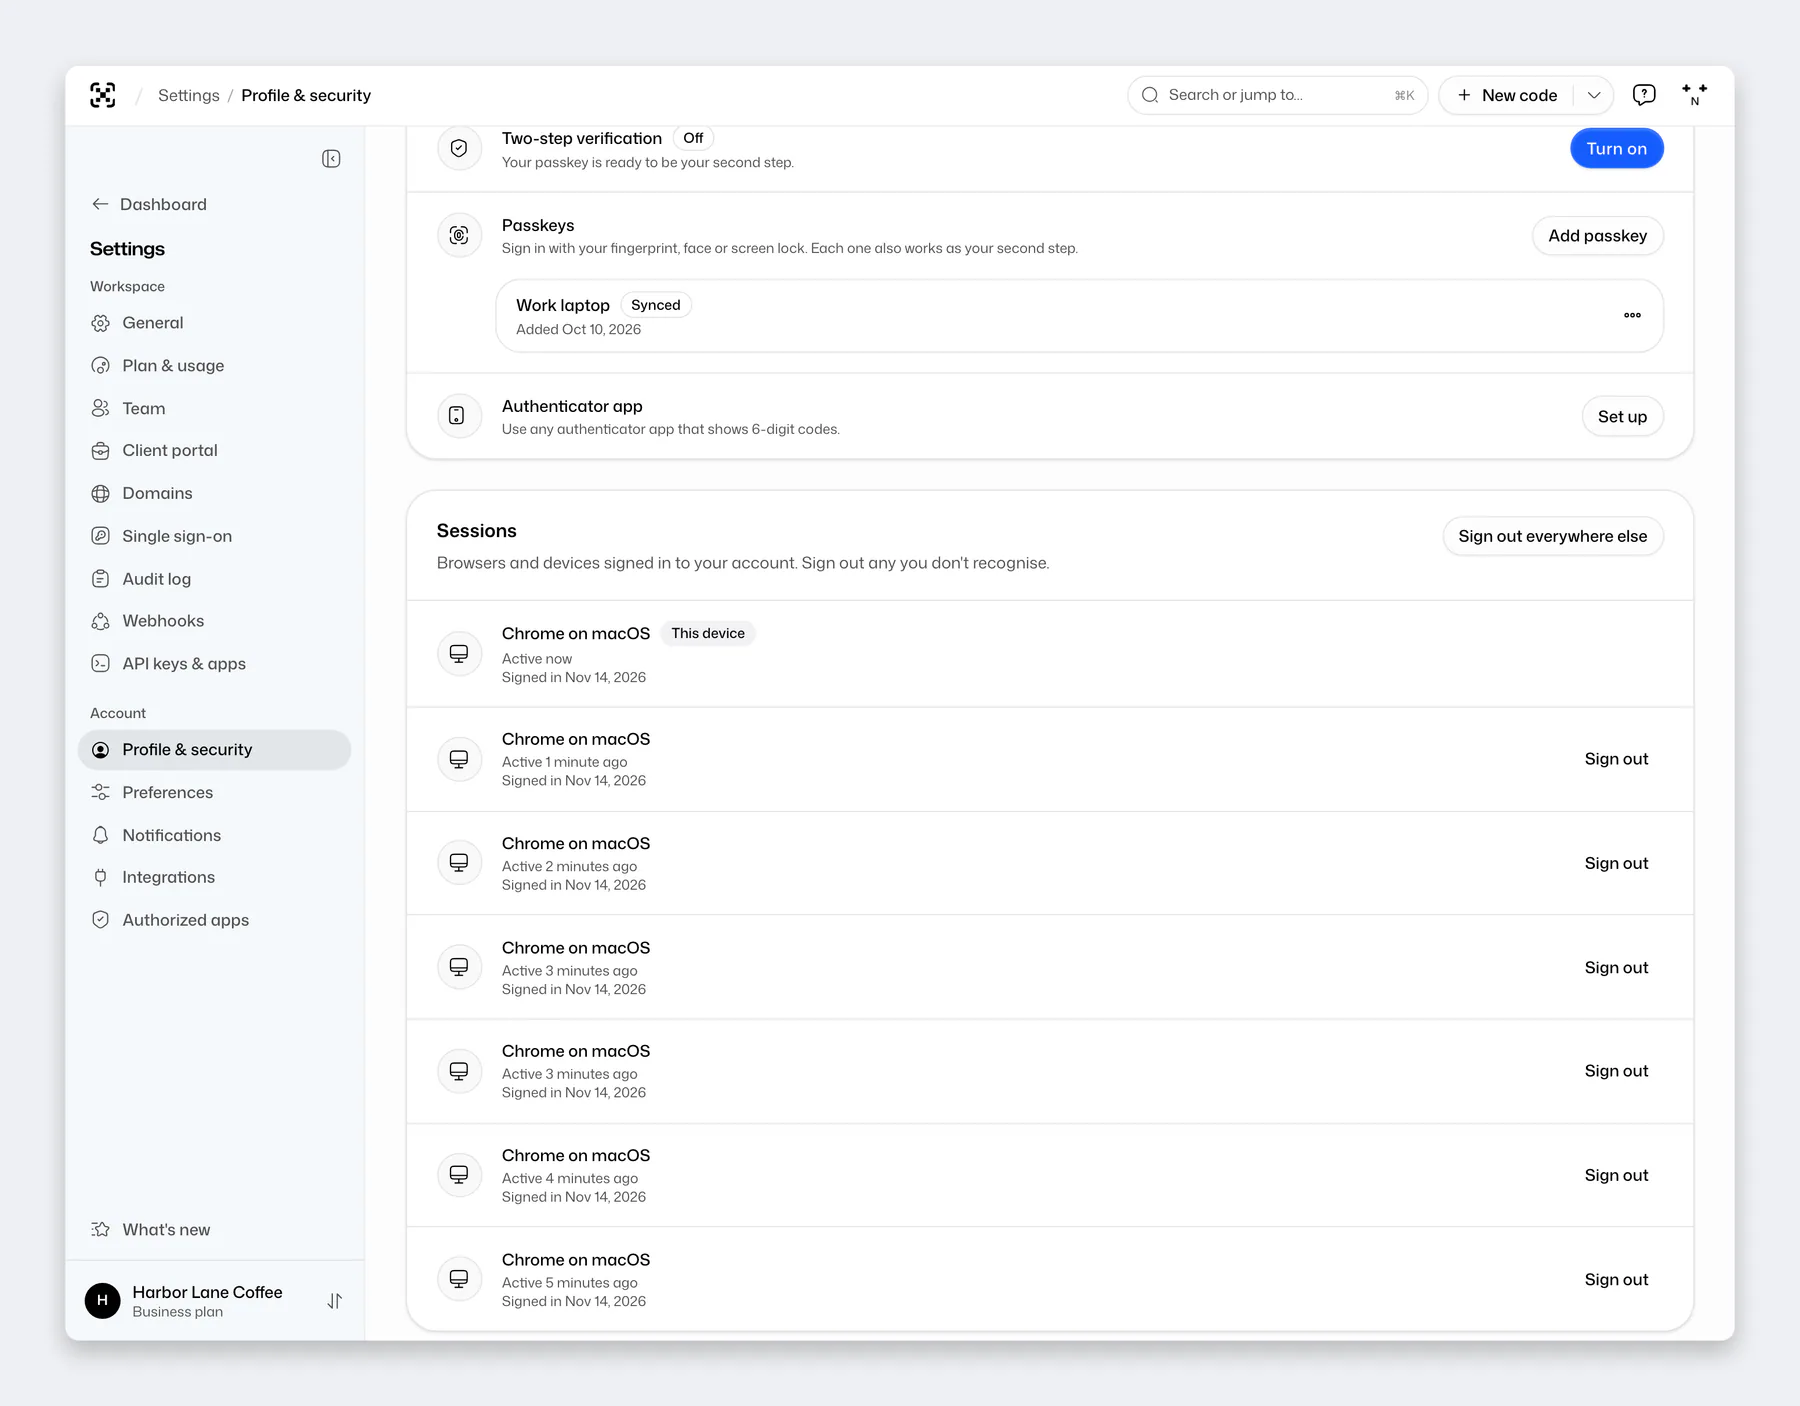 Settings / Profile & security
Search or jump to...
⌘K
New code
N
Dashboard
Settings
Workspace
General
Plan & usage
Team
Client portal
Domains
Single sign-on
Audit log
Webhooks
API keys & apps
Account
Profile & security
Preferences
Notifications
Integrations
Authorized apps
What's new
H
Harbor Lane Coffee
Business plan
Two-step verification Off
Your passkey is ready to be your second step.
Turn on
Passkeys
Sign in with your fingerprint, face or screen lock. Each one also works as your second step.
Add passkey
Work laptop Synced
Added Oct 10, 2026
Authenticator app
Use any authenticator app that shows 6-digit codes.
Set up
Sessions
Browsers and devices signed in to your account. Sign out any you don't recognise.
Sign out everywhere else
Chrome on macOS This device
Active now
Signed in Nov 14, 2026
Chrome on macOS
Active 1 minute ago
Signed in Nov 14, 2026
Sign out
Chrome on macOS
Active 2 minutes ago
Signed in Nov 14, 2026
Sign out
Chrome on macOS
Active 3 minutes ago
Signed in Nov 14, 2026
Sign out
Chrome on macOS
Active 3 minutes ago
Signed in Nov 14, 2026
Sign out
Chrome on macOS
Active 4 minutes ago
Signed in Nov 14, 2026
Sign out
Chrome on macOS
Active 5 minutes ago
Signed in Nov 14, 2026
Sign out